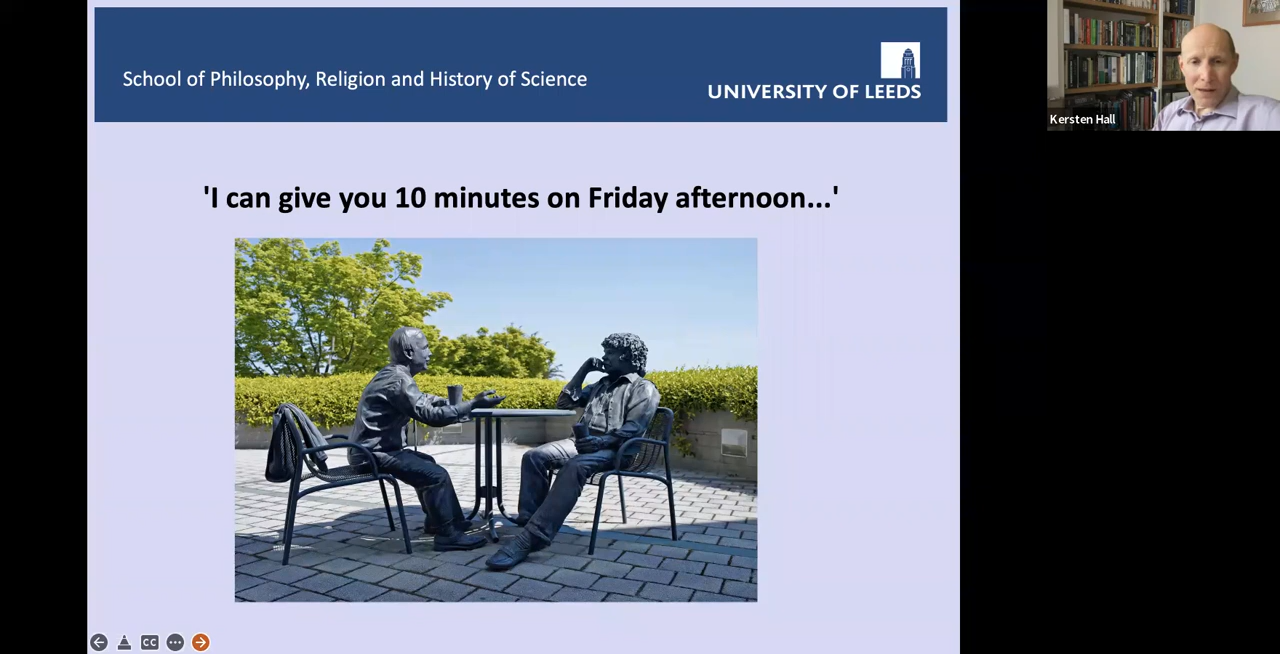 School of Philosophy, Religion and History of Science
UNIVERSITY OF LEEDS
Kersten Hall
'I can give you 10 minutes on Friday afternoon...'
CC